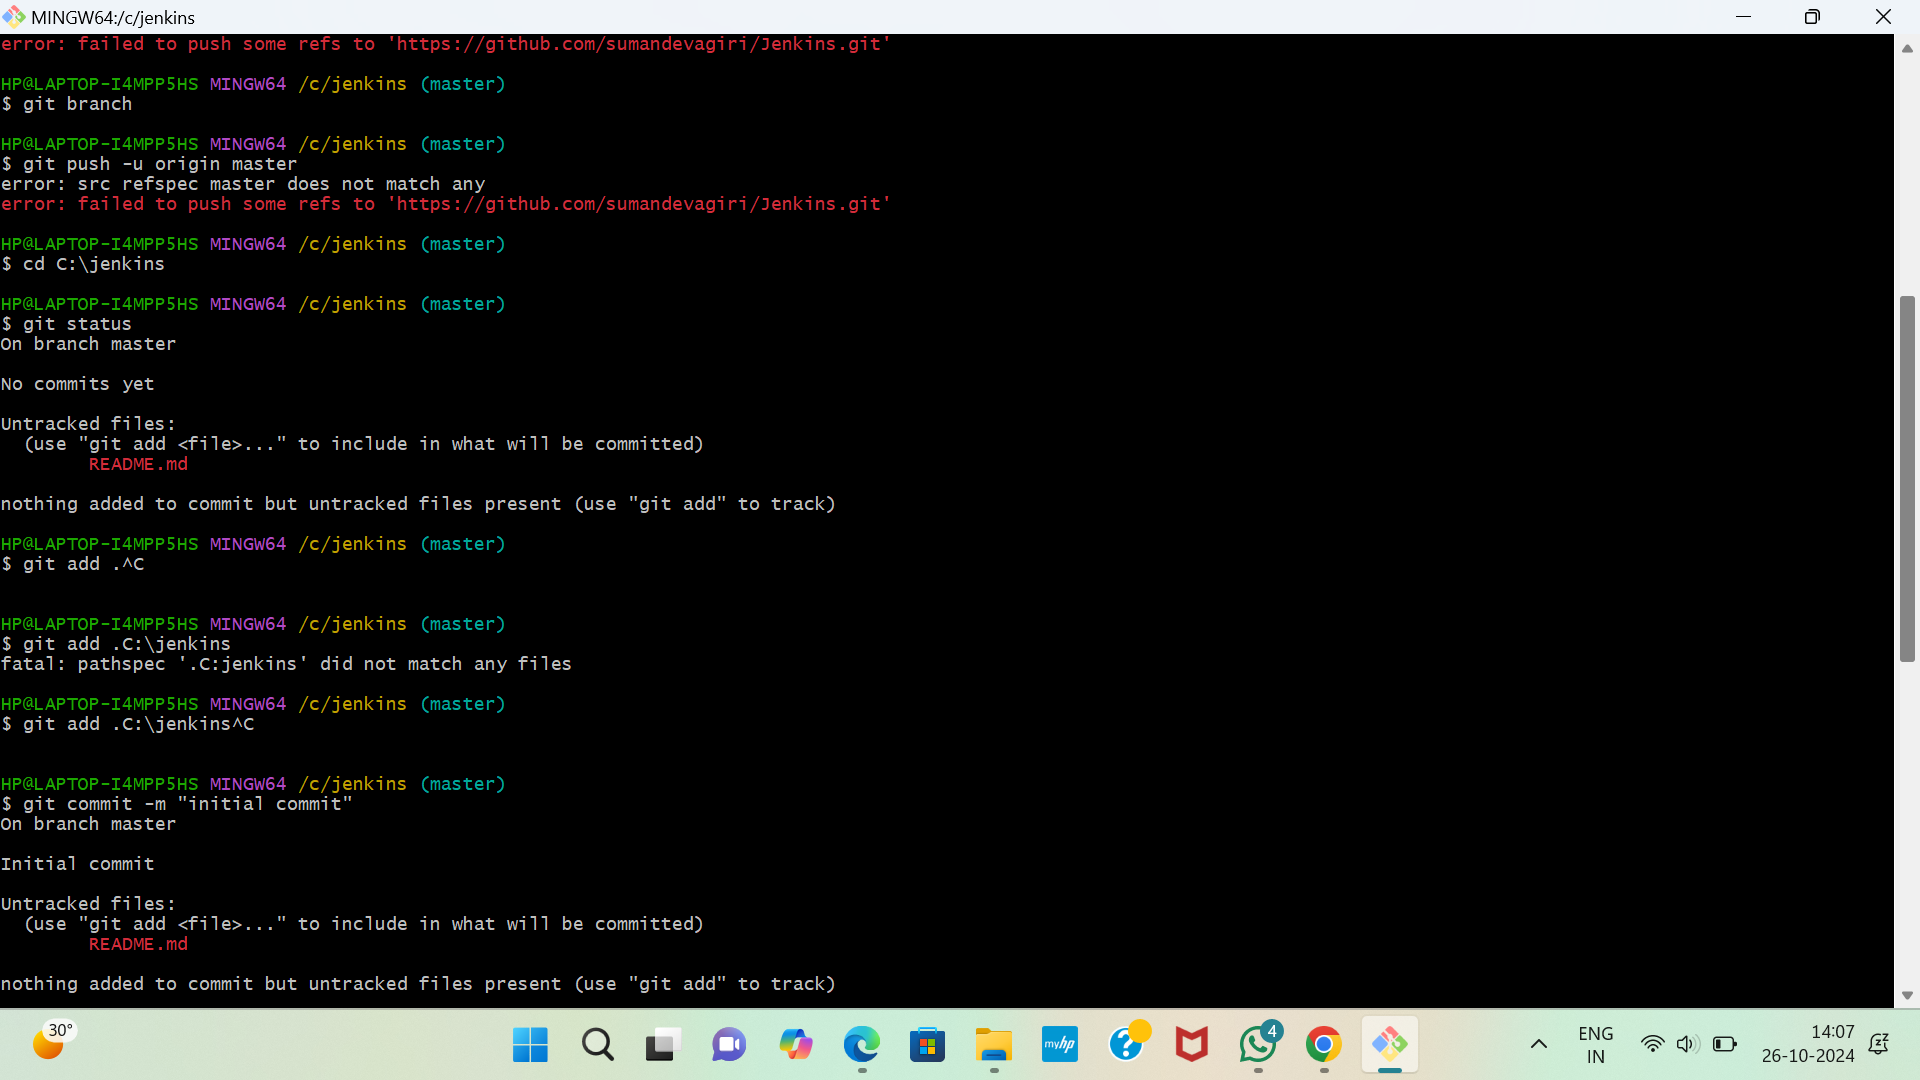 MINGW64:/c/jenkins
error: failed to push some refs to 'https://github.com/sumandevagiri/Jenkins.git'
HP@LAPTOP-I4MPP5HS MINGW64 /c/jenkins (master)
$ git branch
HP@LAPTOP-I4MPP5HS MINGW64 /c/jenkins (master)
$ git push -u origin master
error: src refspec master does not match any
error: failed to push some refs to 'https://github.com/sumandevagiri/Jenkins.git'
HP@LAPTOP-I4MPP5HS MINGW64 /c/jenkins (master)
$ cd C:\jenkins
HP@LAPTOP-I4MPP5HS MINGW64 /c/jenkins (master)
$ git status
On branch master
No commits yet
Untracked files:
  (use "git add <file>..." to include in what will be committed)
        README.md
nothing added to commit but untracked files present (use "git add" to track)
HP@LAPTOP-I4MPP5HS MINGW64 /c/jenkins (master)
$ git add .^C
HP@LAPTOP-I4MPP5HS MINGW64 /c/jenkins (master)
$ git add .C:\jenkins
fatal: pathspec '.C:jenkins' did not match any files
HP@LAPTOP-I4MPP5HS MINGW64 /c/jenkins (master)
$ git add .C:\jenkins^C
HP@LAPTOP-I4MPP5HS MINGW64 /c/jenkins (master)
$ git commit -m "initial commit"
On branch master
Initial commit
Untracked files:
  (use "git add <file>..." to include in what will be committed)
        README.md
nothing added to commit but untracked files present (use "git add" to track)
30°
myhp
?
4
ENG
IN
14:07
26-10-2024